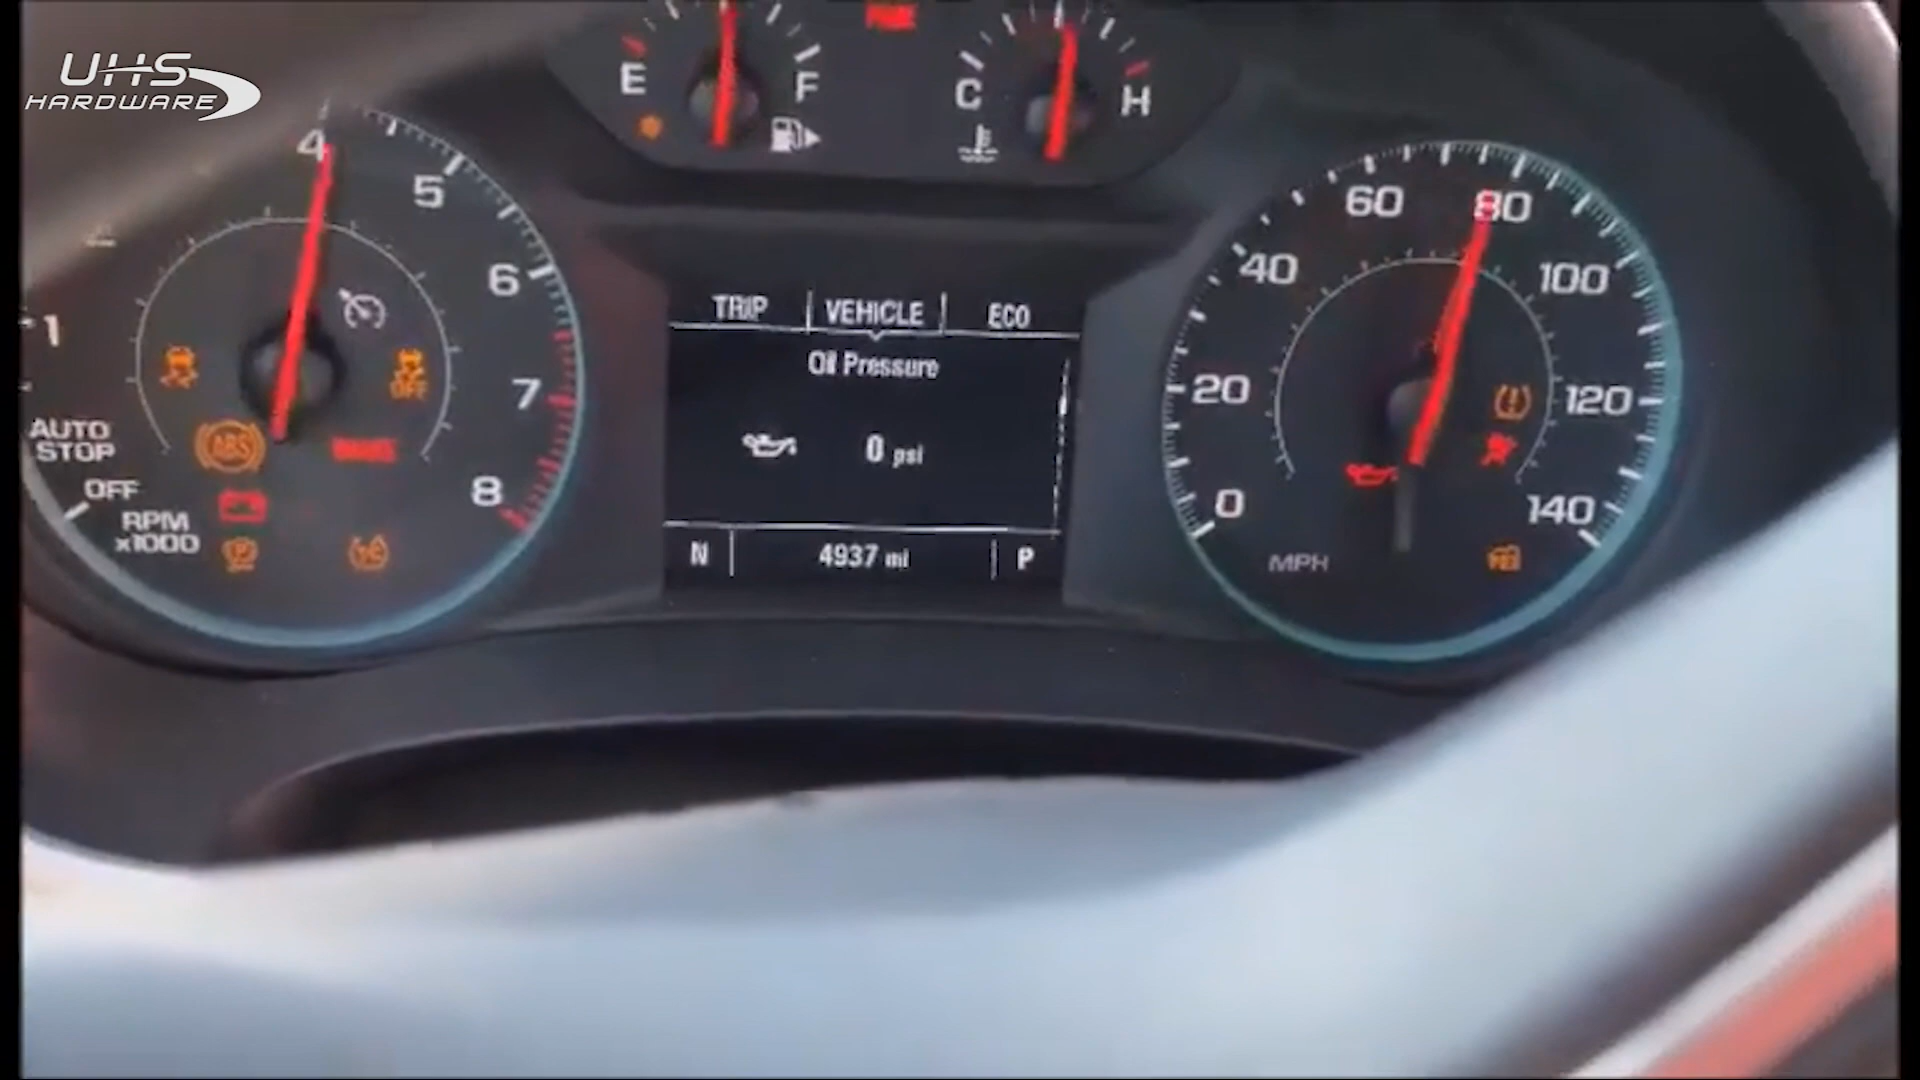 UHS
HARDWARE
E
F
C
H
4
5
6
7
8
1
AUTO
STOP
OFF
RPM
x1000
ABS
OFF
TRIP
VEHICLE
ECO
Oil Pressure
0 psi
N
4937 mi
P
0
20
40
60
80
100
120
140
MPH